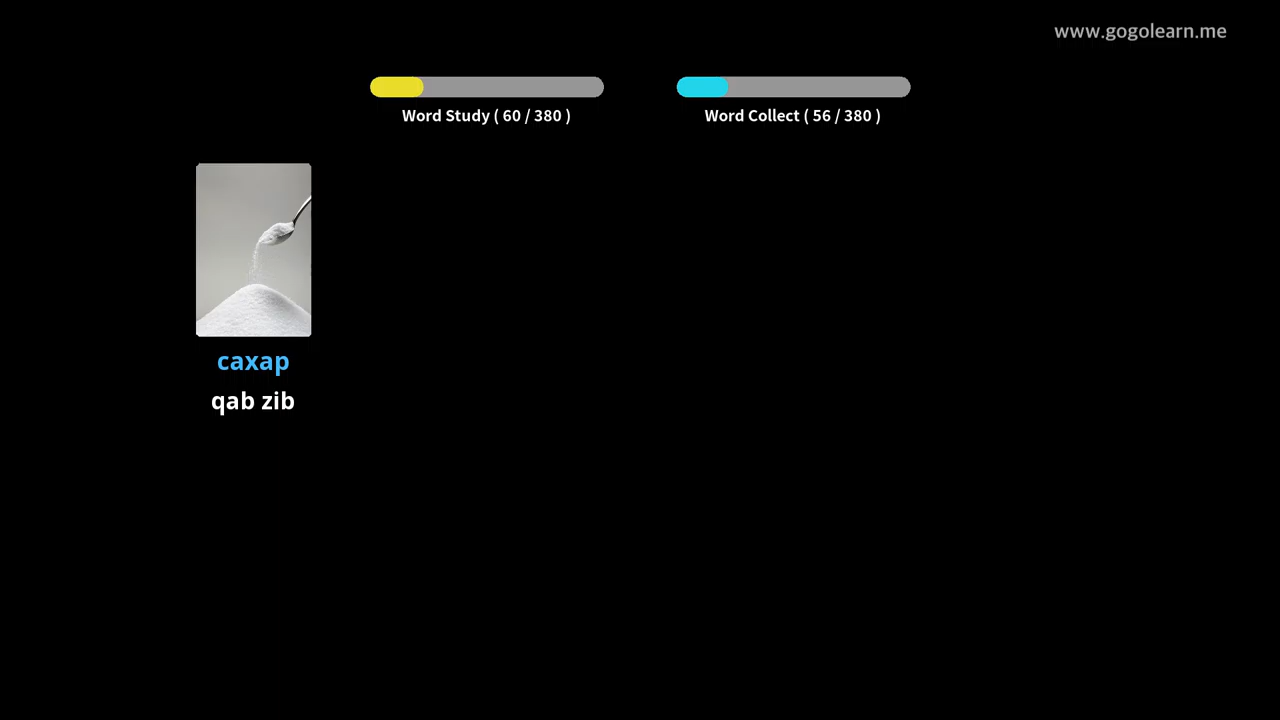 www.gogolearn.me
Word Study ( 60 / 380 )
Word Collect ( 56 / 380 )
сахар
qab zib